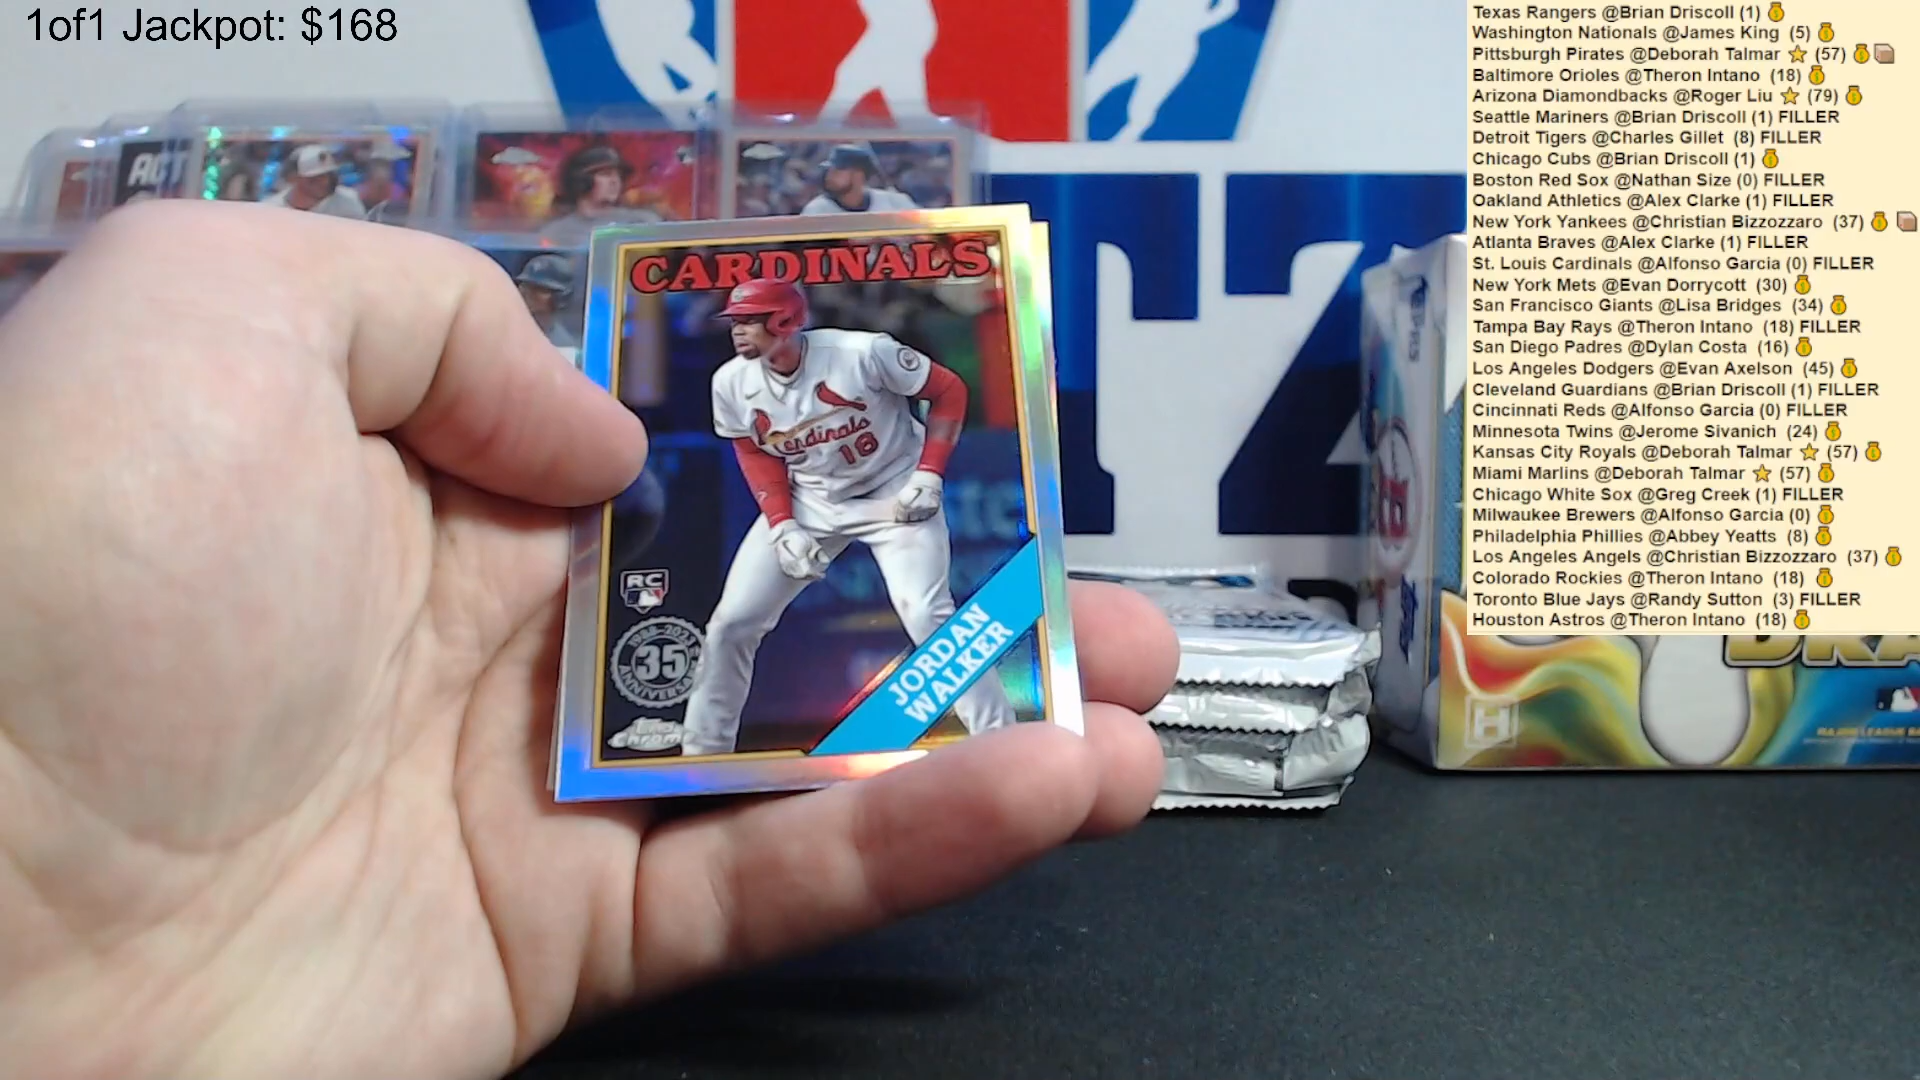 1of1 Jackpot: $168
Texas Rangers @Brian Driscoll (1)
Washington Nationals @James King (5)
Pittsburgh Pirates @Deborah Talmar ⭐ (57)
Baltimore Orioles @Theron Intano (18)
Arizona Diamondbacks @Roger Liu ⭐ (79)
Seattle Mariners @Brian Driscoll (1) FILLER
Detroit Tigers @Charles Gillet (8) FILLER
Chicago Cubs @Brian Driscoll (1)
Boston Red Sox @Nathan Size (0) FILLER
Oakland Athletics @Alex Clarke (1) FILLER
New York Yankees @Christian Bizzozzaro (37)
Atlanta Braves @Alex Clarke (1) FILLER
St. Louis Cardinals @Alfonso Garcia (0) FILLER
New York Mets @Evan Dorrycott (30)
San Francisco Giants @Lisa Bridges (34)
Tampa Bay Rays @Theron Intano (18) FILLER
San Diego Padres @Dylan Costa (16)
Los Angeles Dodgers @Evan Axelson (45)
Cleveland Guardians @Brian Driscoll (1) FILLER
Cincinnati Reds @Alfonso Garcia (0) FILLER
Minnesota Twins @Jerome Sivanich (24)
Kansas City Royals @Deborah Talmar ⭐ (57)
Miami Marlins @Deborah Talmar ⭐ (57)
Chicago White Sox @Greg Creek (1) FILLER
Milwaukee Brewers @Alfonso Garcia (0)
Philadelphia Phillies @Abbey Yeatts (8)
Los Angeles Angels @Christian Bizzozzaro (37)
Colorado Rockies @Theron Intano (18)
Toronto Blue Jays @Randy Sutton (3) FILLER
Houston Astros @Theron Intano (18)
ACT
TZ
CARDINALS
Cardinals
18
RC
35
JORDAN
WALKER
H